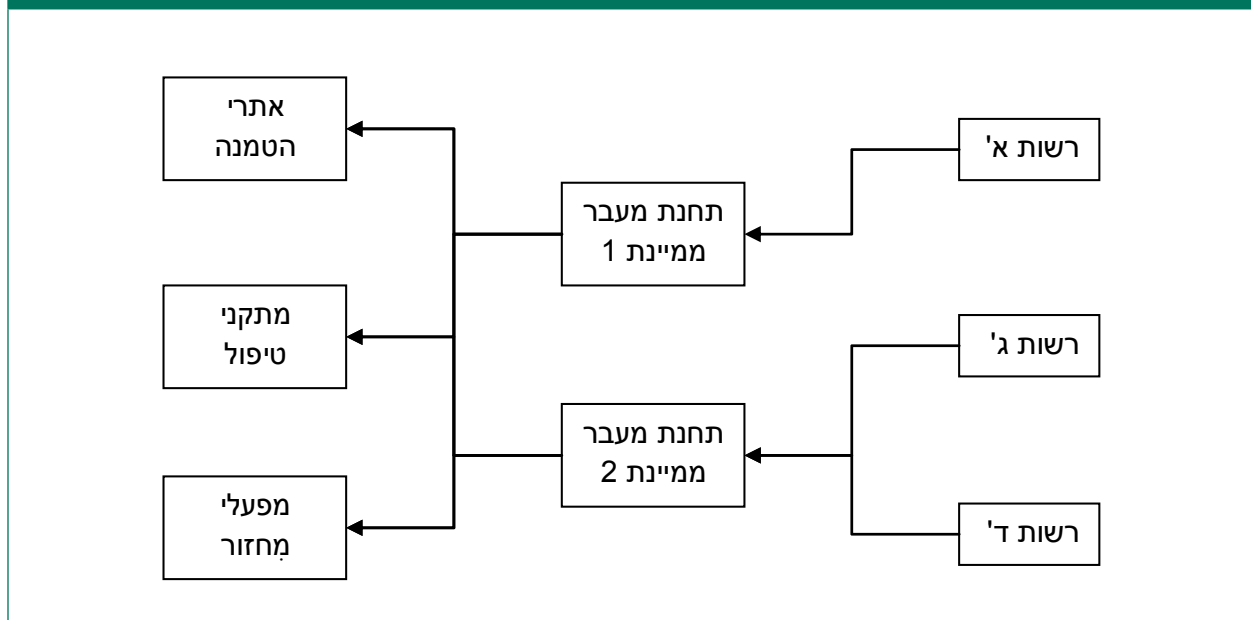 רשות א'
רשות ג'
רשות ד'
תחנת מעבר
ממיינת 1
תחנת מעבר
ממיינת 2
אתרי
הטמנה
מתקני
טיפול
מפעלי
מִחזור